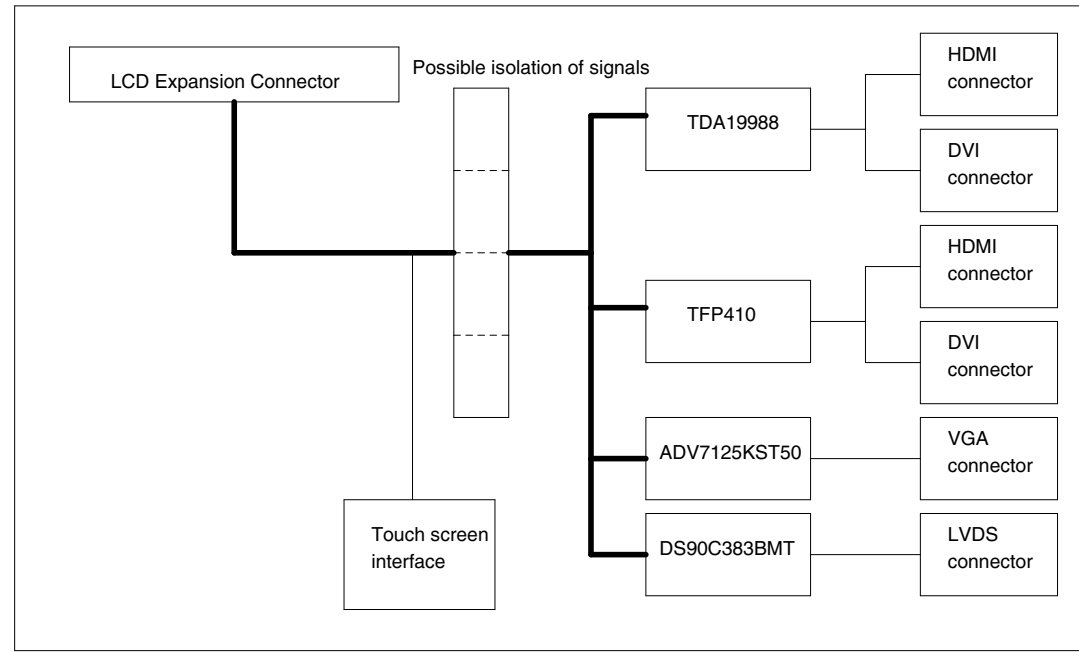 LCD Expansion Connector
Possible isolation of signals
TDA19988
HDMI
connector
DVI
connector
TFP410
HDMI
connector
DVI
connector
ADV7125KST50
VGA
connector
Touch screen
interface
DS90C383BMT
LVDS
connector